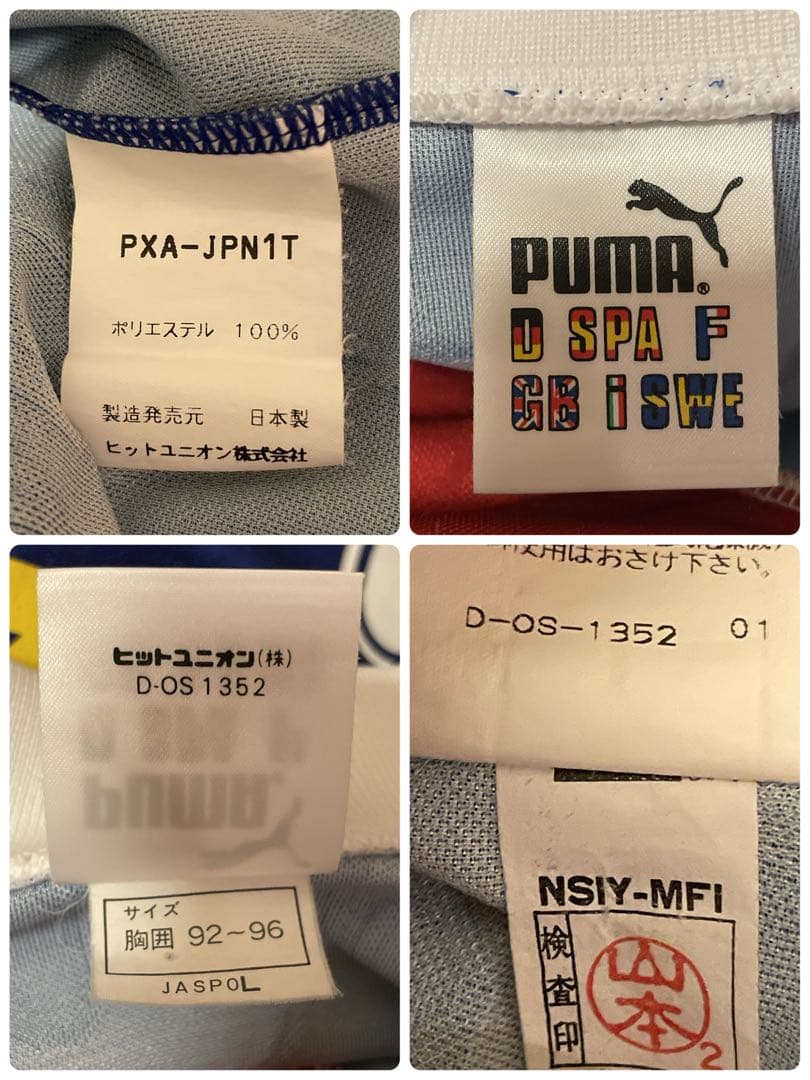 PXA-JPN1T
ポリエステル 100%
製造発売元 日本製
ヒットユニオン株式会社
PUMA®
D SPA F
GB i SWE
ヒットユニオン(株)
D-OS 1352
サイズ
胸囲 92~96
JASPO L
使用はおさけ下さい。
D-OS-1352 01
NSIY-MFI
検査印
山本
2